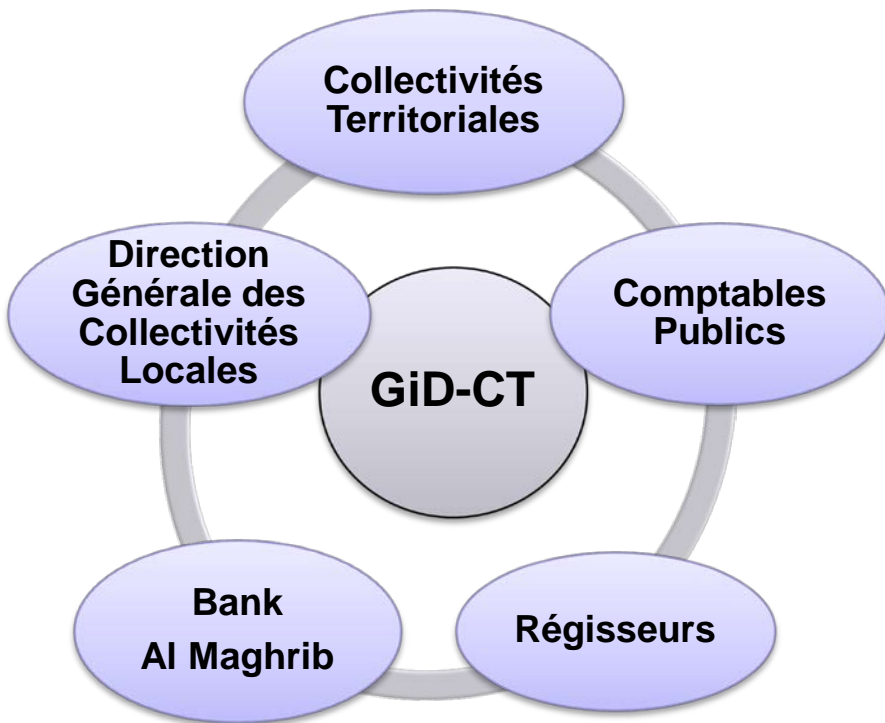 Collectivités
Territoriales
Direction
Générale des
Collectivités
Locales
Comptables
Publics
GiD-CT
Bank
Al Maghrib
Régisseurs